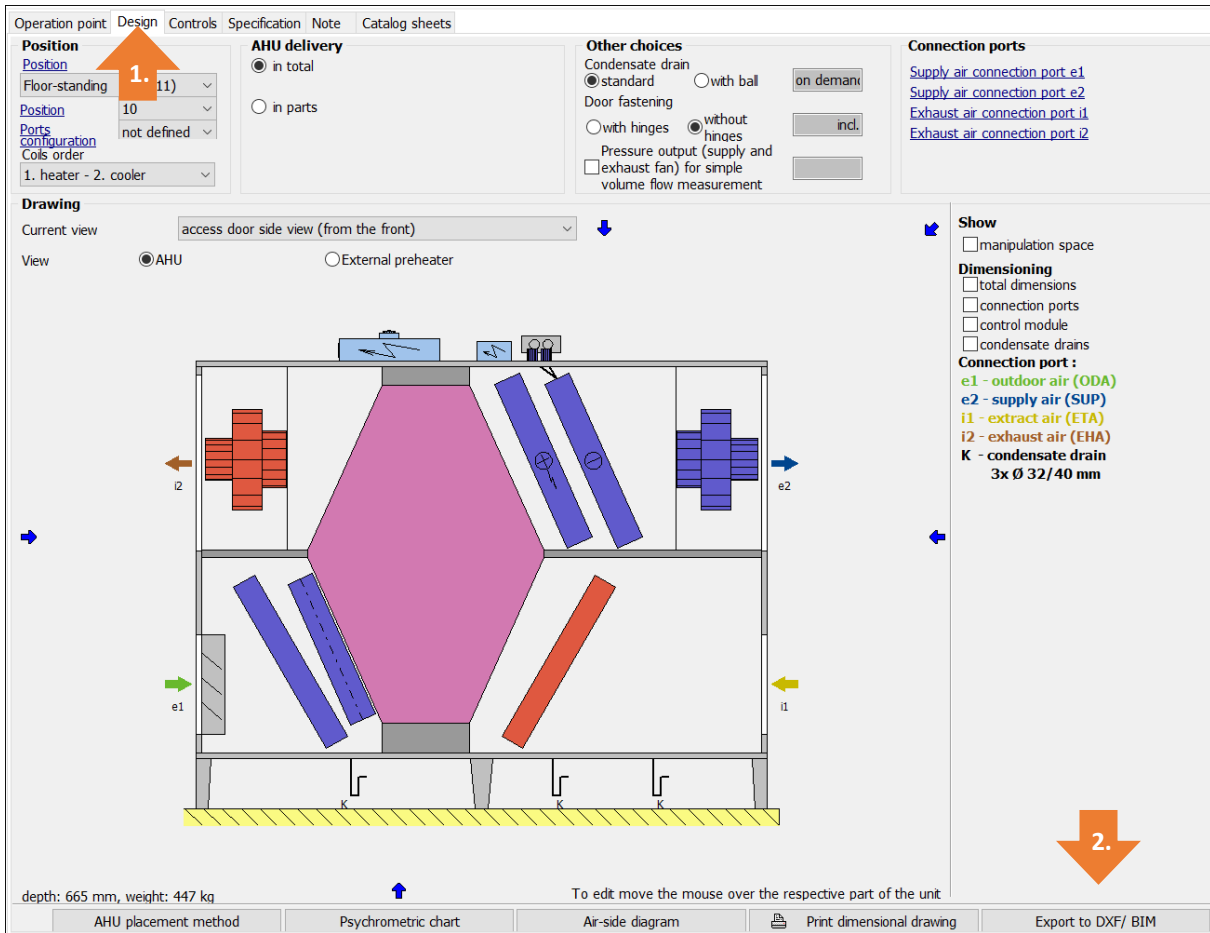 Operation point Design Controls Specification Note Catalog sheets
Position
Position
Floor-standing 11)
Position 10
Ports configuration not defined
Coils order
1. heater - 2. cooler
1.
AHU delivery
in total
in parts
Other choices
Condensate drain
standard with ball on demand
Door fastening
with hinges without hinges incl.
Pressure output (supply and
exhaust fan) for simple
volume flow measurement
Connection ports
Supply air connection port e1
Supply air connection port e2
Exhaust air connection port i1
Exhaust air connection port i2
Drawing
Current view access door side view (from the front)
View AHU External preheater
i2
e2
e1
i1
K K K
Show
manipulation space
Dimensioning
total dimensions
connection ports
control module
condensate drains
Connection port :
e1 - outdoor air (ODA)
e2 - supply air (SUP)
i1 - extract air (ETA)
i2 - exhaust air (EHA)
K - condensate drain
3x Ø 32/40 mm
2.
depth: 665 mm, weight: 447 kg
To edit move the mouse over the respective part of the unit
AHU placement method Psychrometric chart Air-side diagram Print dimensional drawing Export to DXF/ BIM